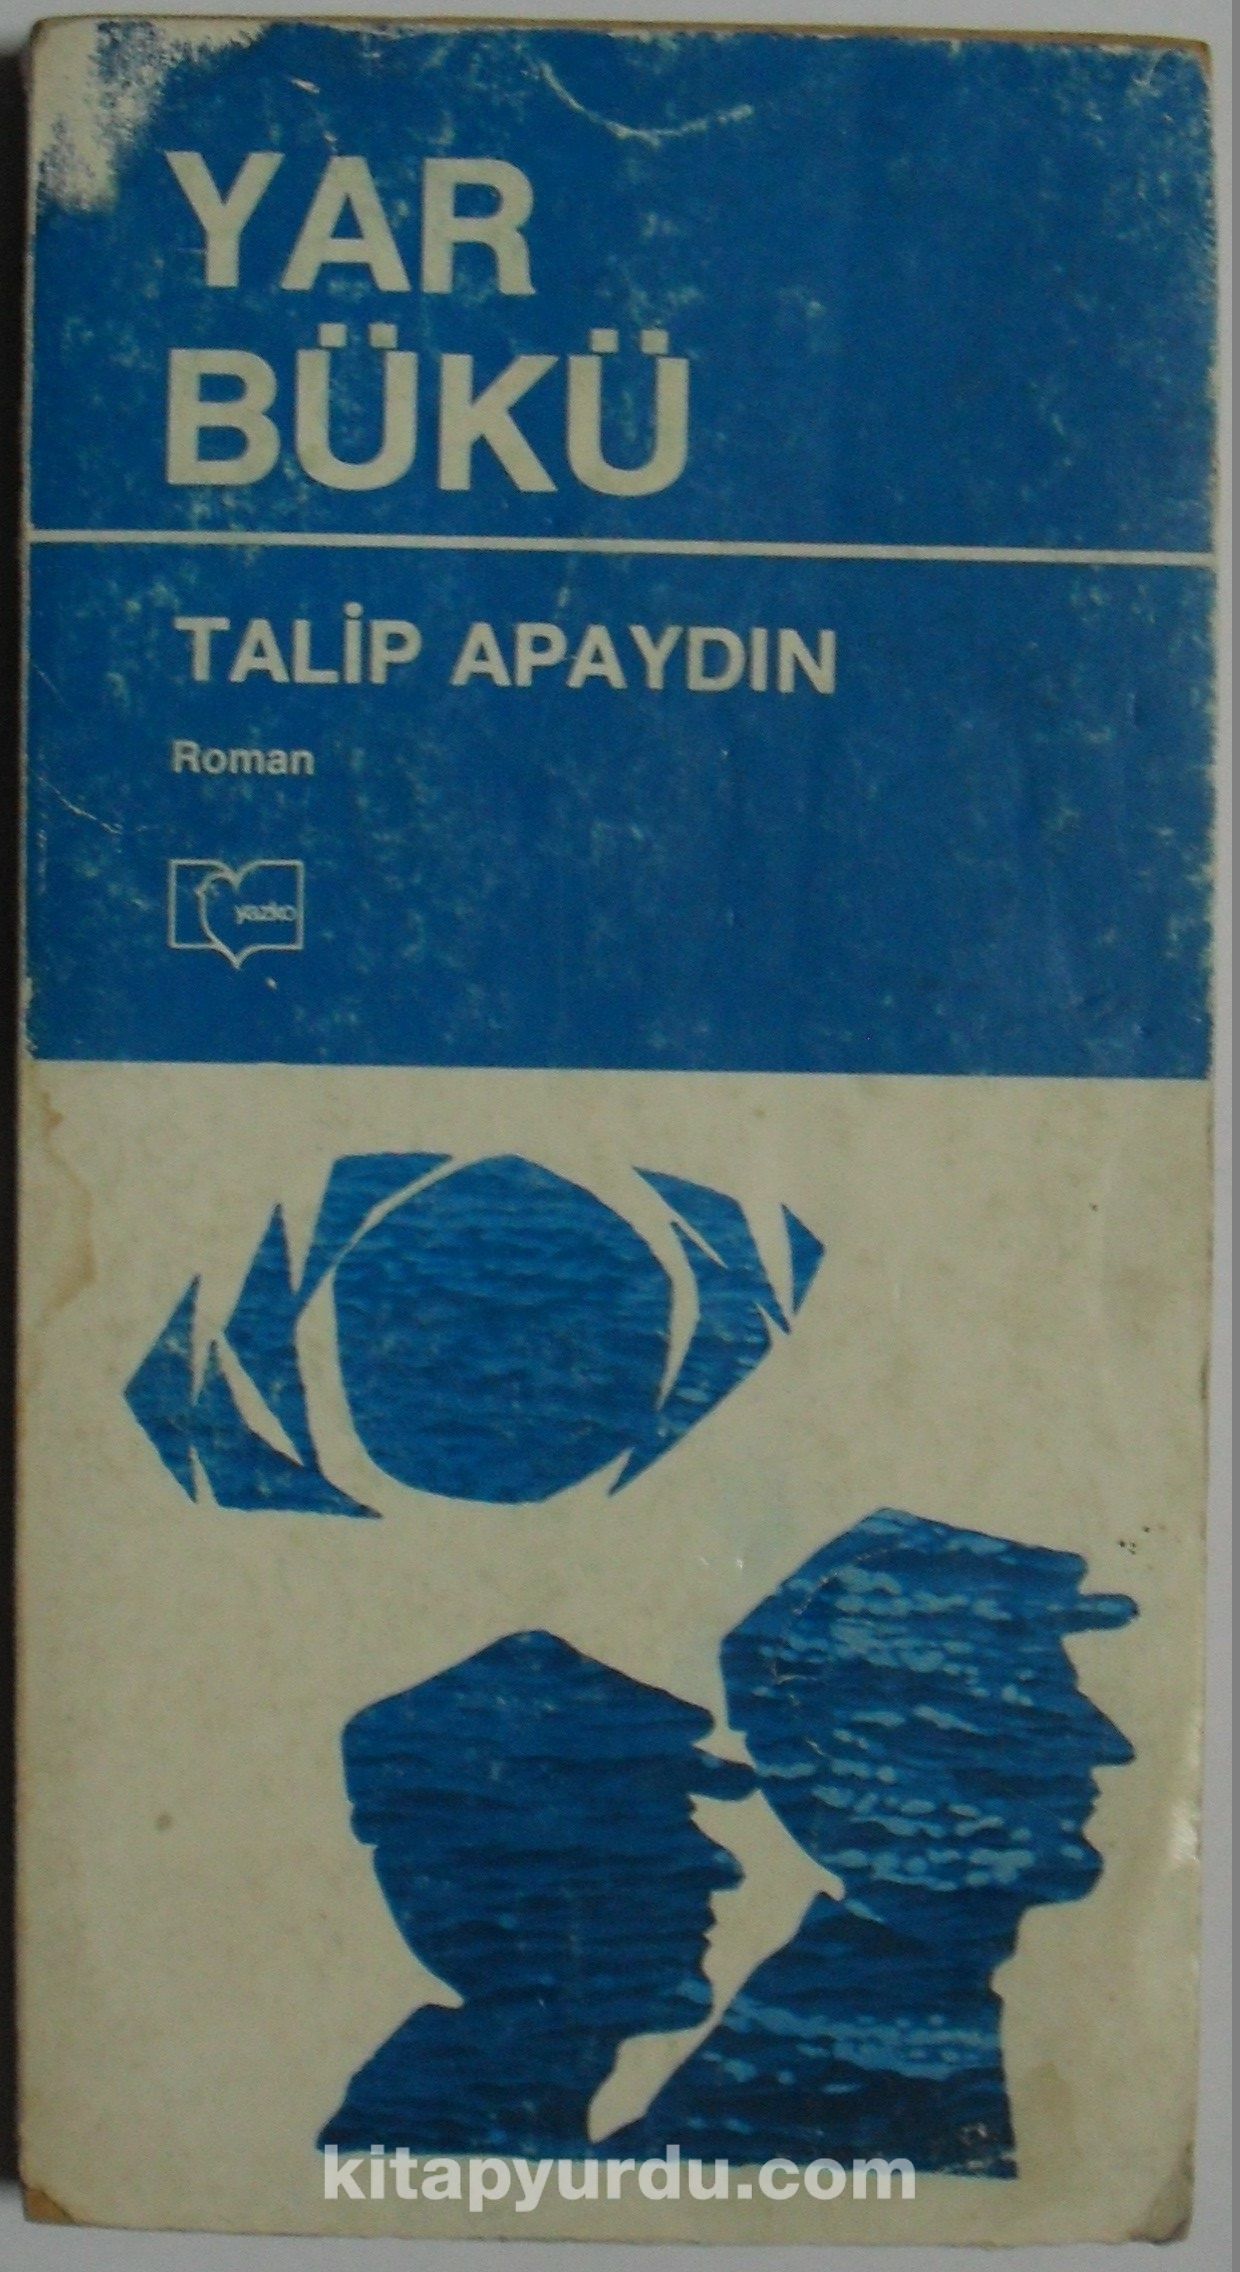 YAR
BÜKÜ
TALİP APAYDIN
Roman
yazko
kitapyurdu.com